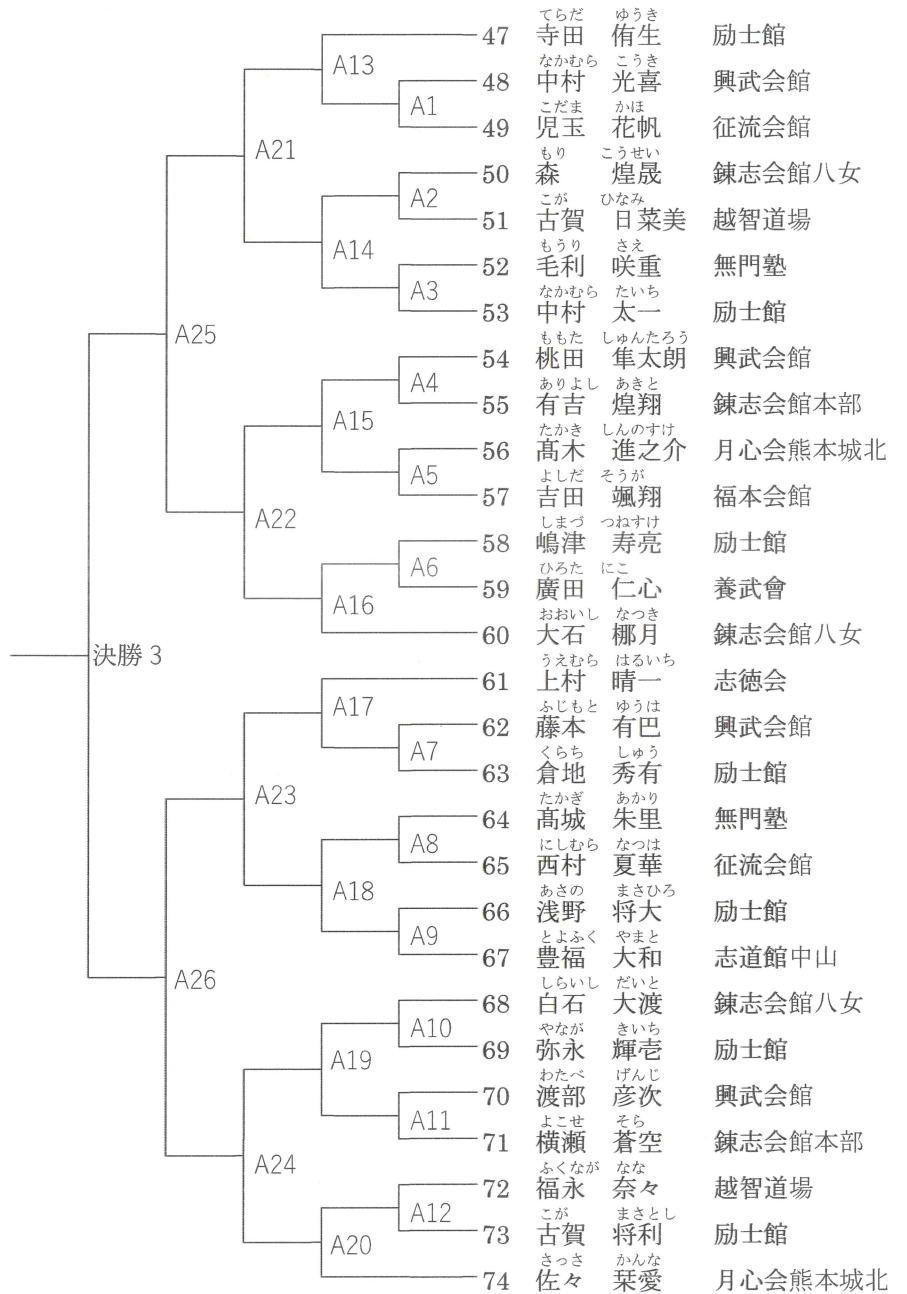 てらだ ゆうき
47 寺田 侑生 励士館
A13
なかむら こうき
48 中村 光喜 興武会館
A1
こだま かほ
49 児玉 花帆 征流会館
A21
もり こうせい
50 森 煌晟 錬志会館八女
A2
こが ひなみ
51 古賀 日菜美 越智道場
A14
もうり さえ
52 毛利 咲重 無門塾
A3
なかむら たいち
53 中村 太一 励士館
A25
ももた しゅんたろう
54 桃田 隼太朗 興武会館
A4
ありよし あきと
55 有吉 煌翔 錬志会館本部
A15
たかき しんのすけ
56 髙木 進之介 月心会熊本城北
A5
よしだ そうが
57 吉田 颯翔 福本会館
A22
しまづ つねすけ
58 嶋津 寿亮 励士館
A6
ひろた にこ
59 廣田 仁心 養武會
A16
おおいし なつき
60 大石 梛月 錬志会館八女
決勝 3
うえむら はるいち
61 上村 晴一 志徳会
A17
ふじもと ゆうは
62 藤本 有巴 興武会館
A7
くらち しゅう
63 倉地 秀有 励士館
A23
たかぎ あかり
64 髙城 朱里 無門塾
A8
にしむら なつは
65 西村 夏華 征流会館
A18
あさの まさひろ
66 浅野 将大 励士館
A9
とよふく やまと
67 豊福 大和 志道館中山
A26
しらいし だいと
68 白石 大渡 錬志会館八女
A10
やなが きいち
69 弥永 輝壱 励士館
A19
わたべ げんじ
70 渡部 彦次 興武会館
A11
よこせ そら
71 横瀬 蒼空 錬志会館本部
A24
ふくなが なな
72 福永 奈々 越智道場
A12
こが まさとし
73 古賀 将利 励士館
A20
さっさ かんな
74 佐々 栞愛 月心会熊本城北